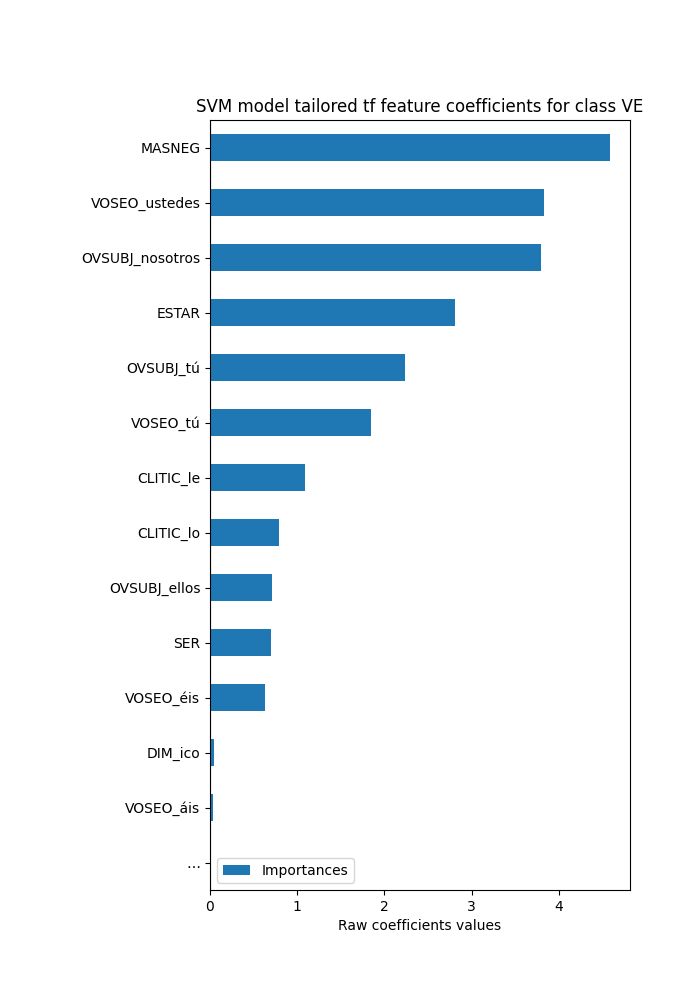 SVM model tailored tf feature coefficients for class VE
MASNEG
VOSEO_ustedes
OVSUBJ_nosotros
ESTAR
OVSUBJ_tú
VOSEO_tú
CLITIC_le
CLITIC_lo
OVSUBJ_ellos
SER
VOSEO_éis
DIM_ico
VOSEO_áis
...
Importances
0 1 2 3 4
Raw coefficients values